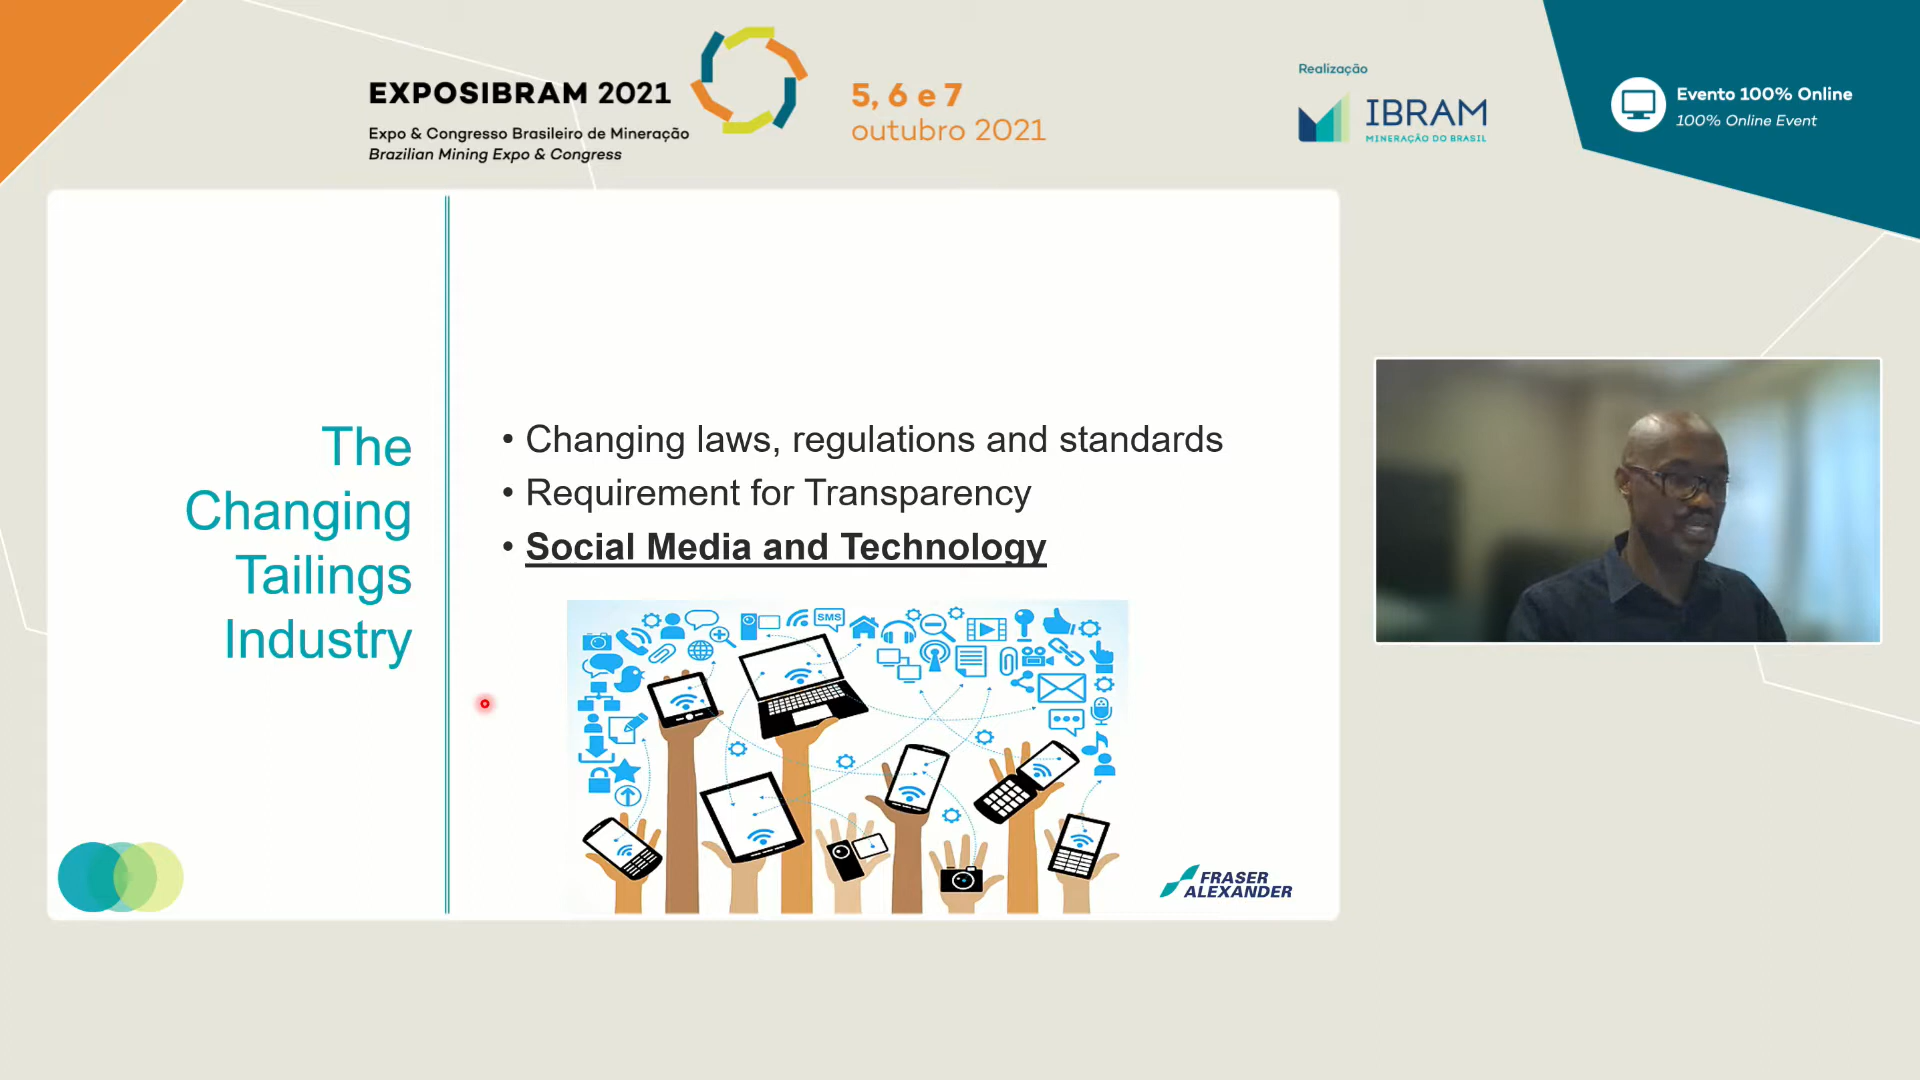 EXPOSIBRAM 2021
Expo & Congresso Brasileiro de Mineração
Brazilian Mining Expo & Congress
5, 6 e 7
outubro 2021
Realização
IBRAM
MINERAÇÃO DO BRASIL
Evento 100% Online
100% Online Event
The
Changing
Tailings
Industry
• Changing laws, regulations and standards
• Requirement for Transparency
• Social Media and Technology
SMS
FRASER
ALEXANDER